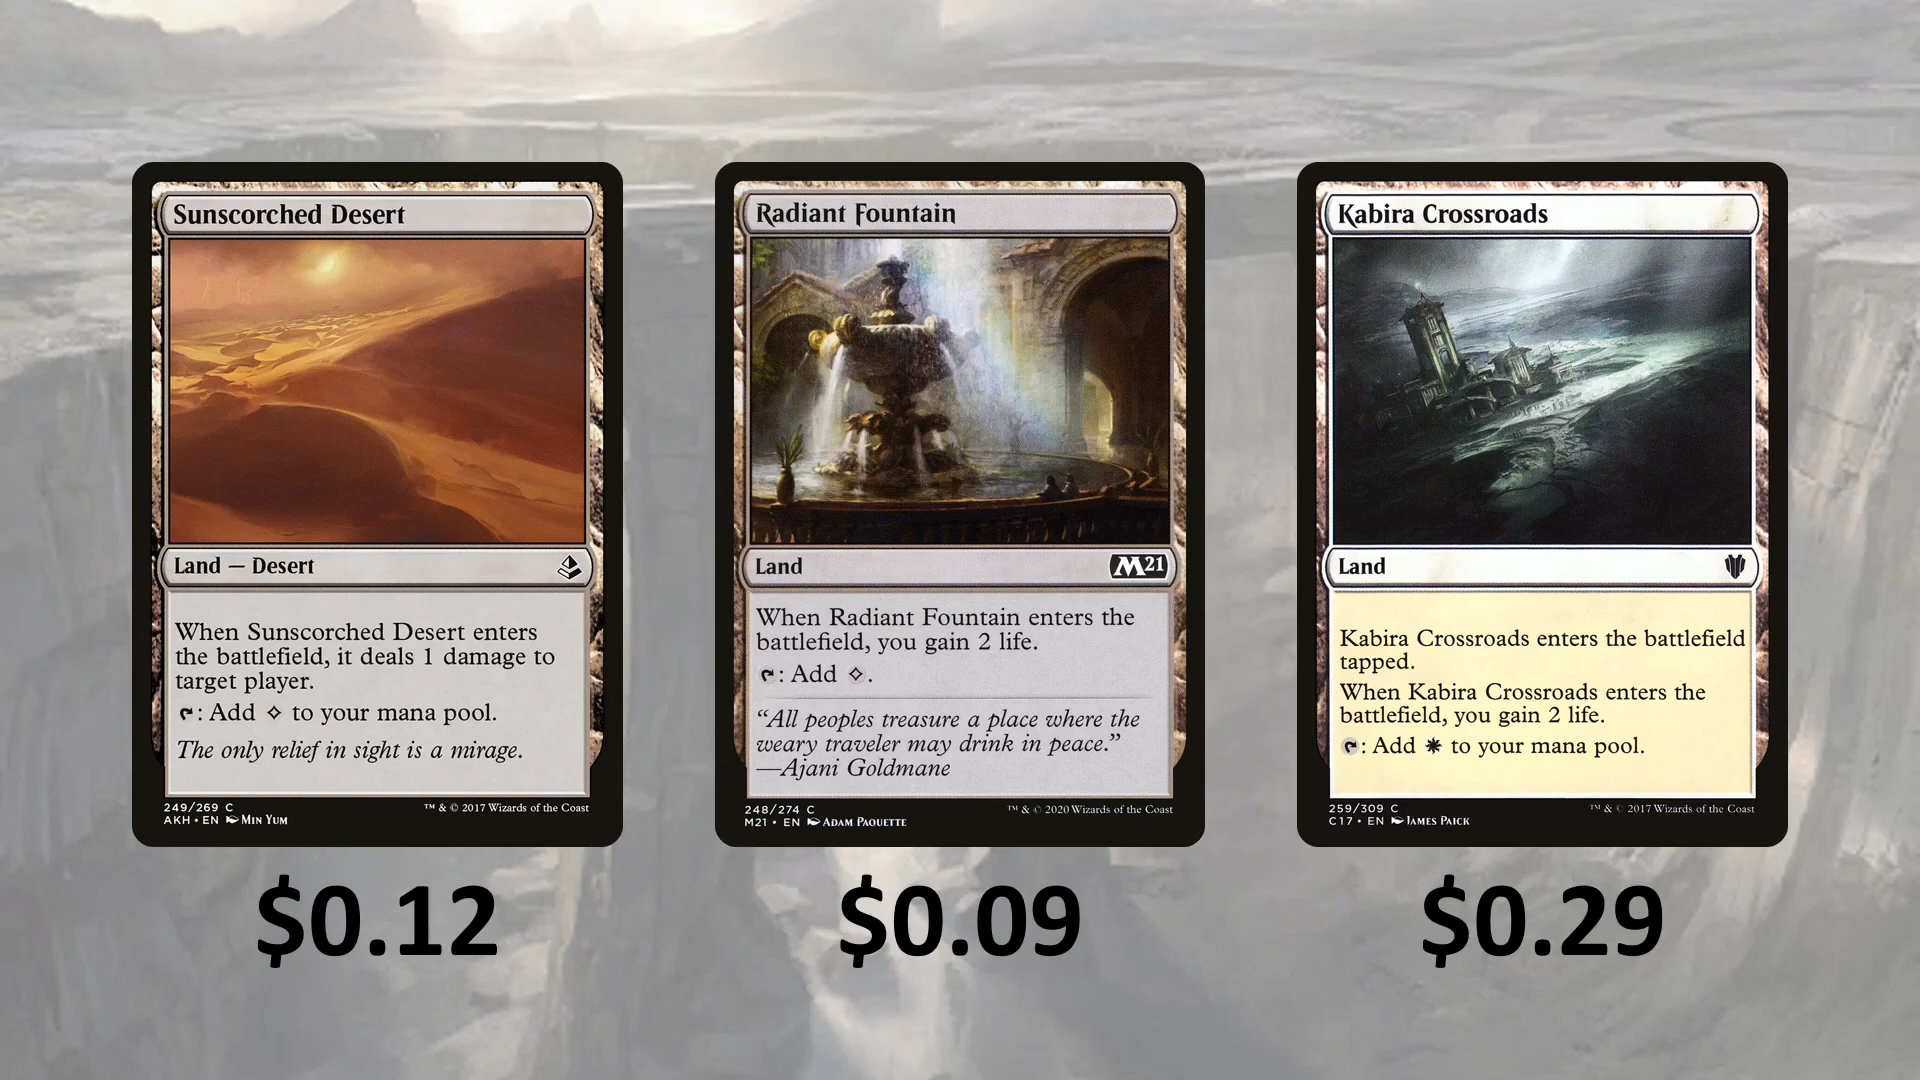 Sunscorched Desert
Land — Desert
When Sunscorched Desert enters
the battlefield, it deals 1 damage to
target player.
: Add to your mana pool.
The only relief in sight is a mirage.
249/269 C
AKH • EN MIN YUM
™ & © 2017 Wizards of the Coast
$0.12
Radiant Fountain
Land
M21
When Radiant Fountain enters the
battlefield, you gain 2 life.
: Add .
“All peoples treasure a place where the
weary traveler may drink in peace.”
—Ajani Goldmane
248/274 C
M21 • EN ADAM PAQUETTE
™ & © 2020 Wizards of the Coast
$0.09
Kabira Crossroads
Land
Kabira Crossroads enters the battlefield
tapped.
When Kabira Crossroads enters the
battlefield, you gain 2 life.
: Add to your mana pool.
259/309 C
C17 • EN JAMES PAICK
™ & © 2017 Wizards of the Coast
$0.29